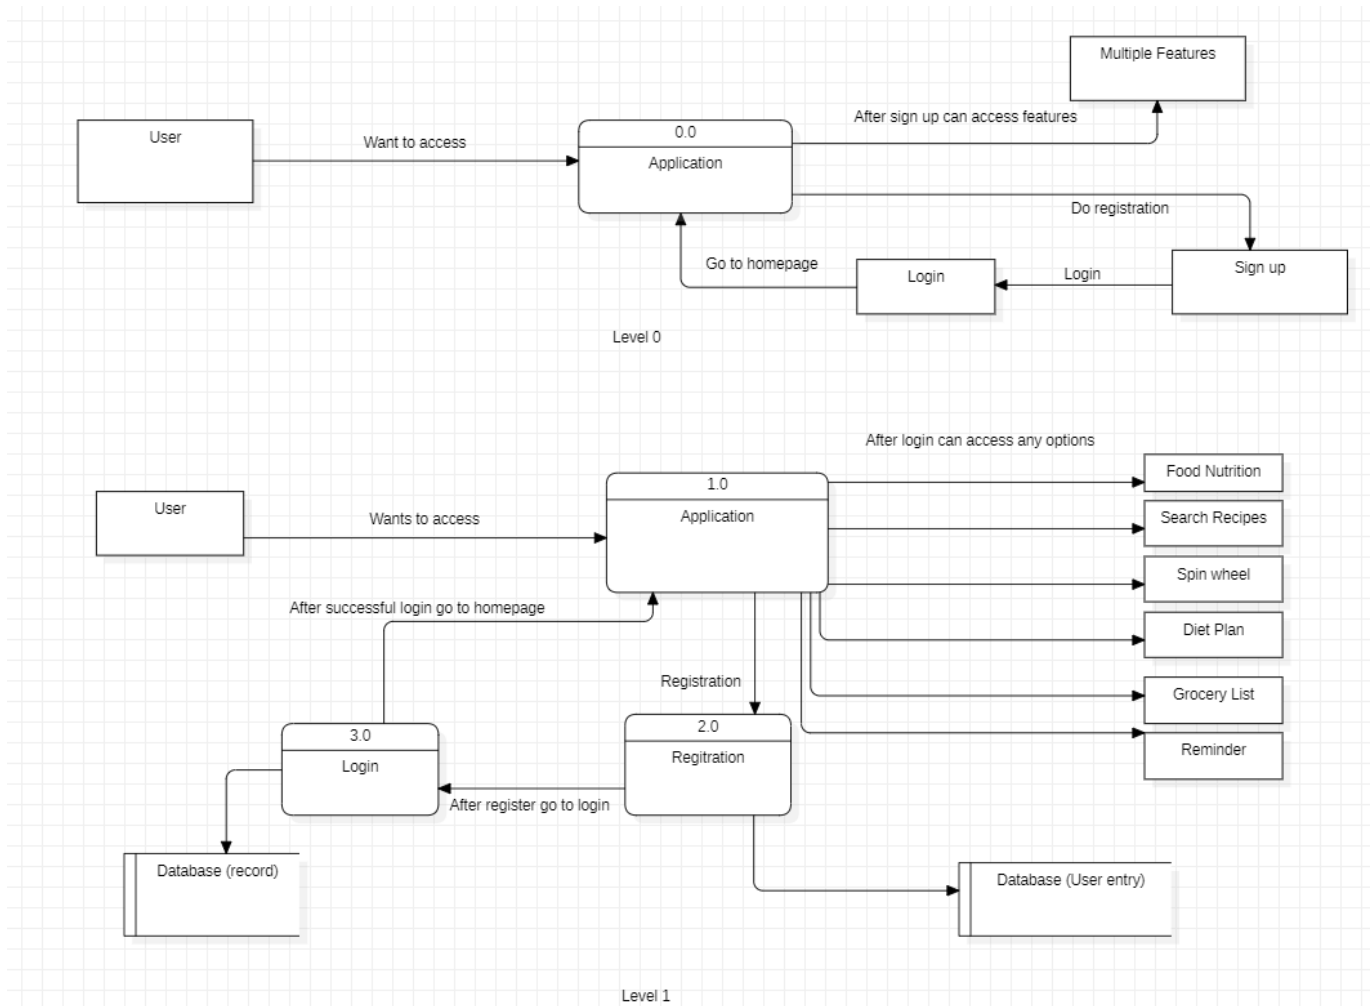 Multiple Features
After sign up can access features
User
Want to access
0.0
Application
Do registration
Go to homepage
Login
Login
Sign up
Level 0
After login can access any options
Food Nutrition
Search Recipes
Spin wheel
Diet Plan
Grocery List
Reminder
User
Wants to access
1.0
Application
After successful login go to homepage
Registration
3.0
Login
2.0
Regitration
After register go to login
Database (record)
Database (User entry)
Level 1